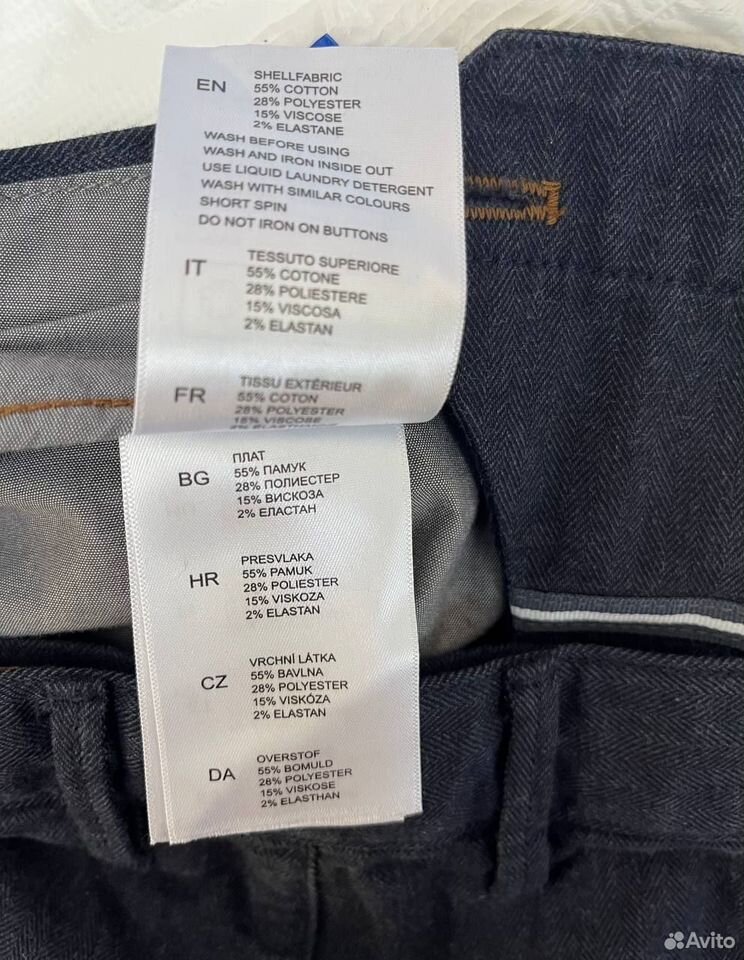 EN
SHELLFABRIC
55% COTTON
28% POLYESTER
15% VISCOSE
2% ELASTANE
WASH BEFORE USING
WASH AND IRON INSIDE OUT
USE LIQUID LAUNDRY DETERGENT
WASH WITH SIMILAR COLOURS
SHORT SPIN
DO NOT IRON ON BUTTONS
IT
TESSUTO SUPERIORE
55% COTONE
28% POLIESTERE
15% VISCOSA
2% ELASTAN
FR
TISSU EXTÉRIEUR
55% COTON
28% POLYESTER
15% VISCOSE
BG
ПЛАТ
55% ПАМУК
28% ПОЛИЕСТЕР
15% ВИСКОЗА
2% ЕЛАСТАН
HR
PRESVLAKA
55% PAMUK
28% POLIESTER
15% VISKOZA
2% ELASTAN
CZ
VRCHNÍ LÁTKA
55% BAVLNA
28% POLYESTER
15% VISKÓZA
2% ELASTAN
DA
OVERSTOF
55% BOMULD
28% POLYESTER
15% VISKOSE
2% ELASTHAN
Avito